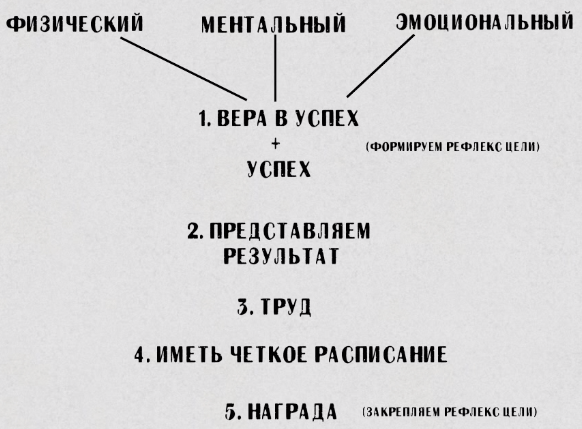 ФИЗИЧЕСКИЙ МЕНТАЛЬНЫЙ ЭМОЦИОНАЛЬНЫЙ
1. ВЕРА В УСПЕХ
+
(ФОРМИРУЕМ РЕФЛЕКС ЦЕЛИ)
УСПЕХ
2. ПРЕДСТАВЛЯЕМ
РЕЗУЛЬТАТ
3. ТРУД
4. ИМЕТЬ ЧЕТКОЕ РАСПИСАНИЕ
5. НАГРАДА (ЗАКРЕПЛЯЕМ РЕФЛЕКС ЦЕЛИ)